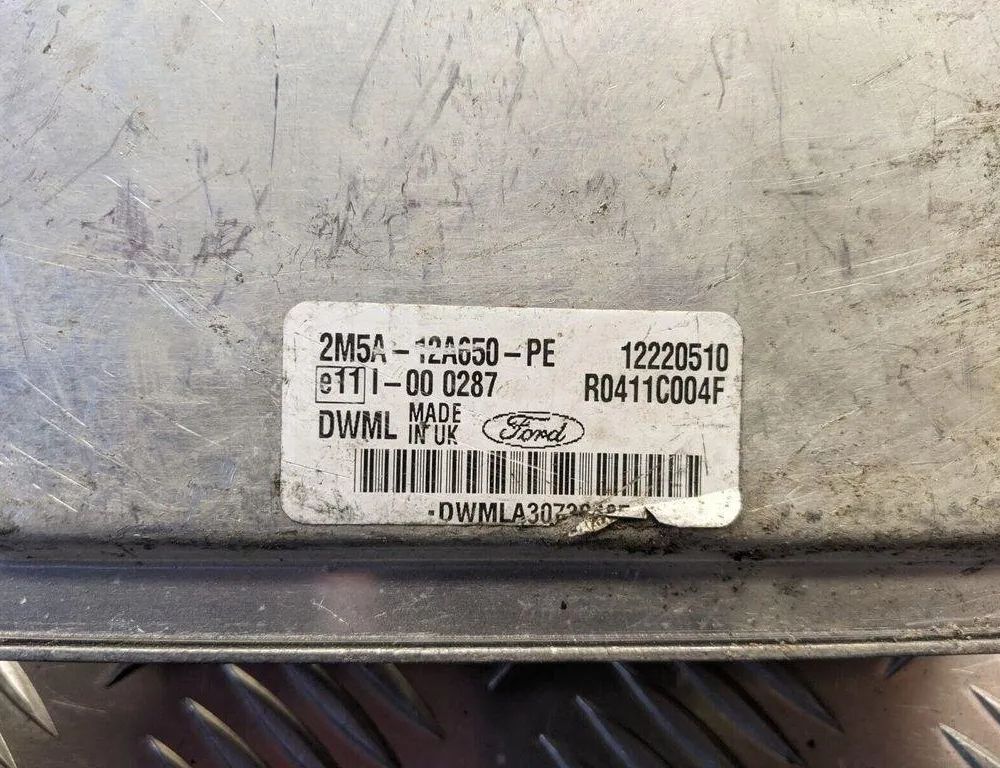 2M5A-12A650-PE 12220510
e11 I-00 0287 R0411C004F
DWML MADE IN UK Ford